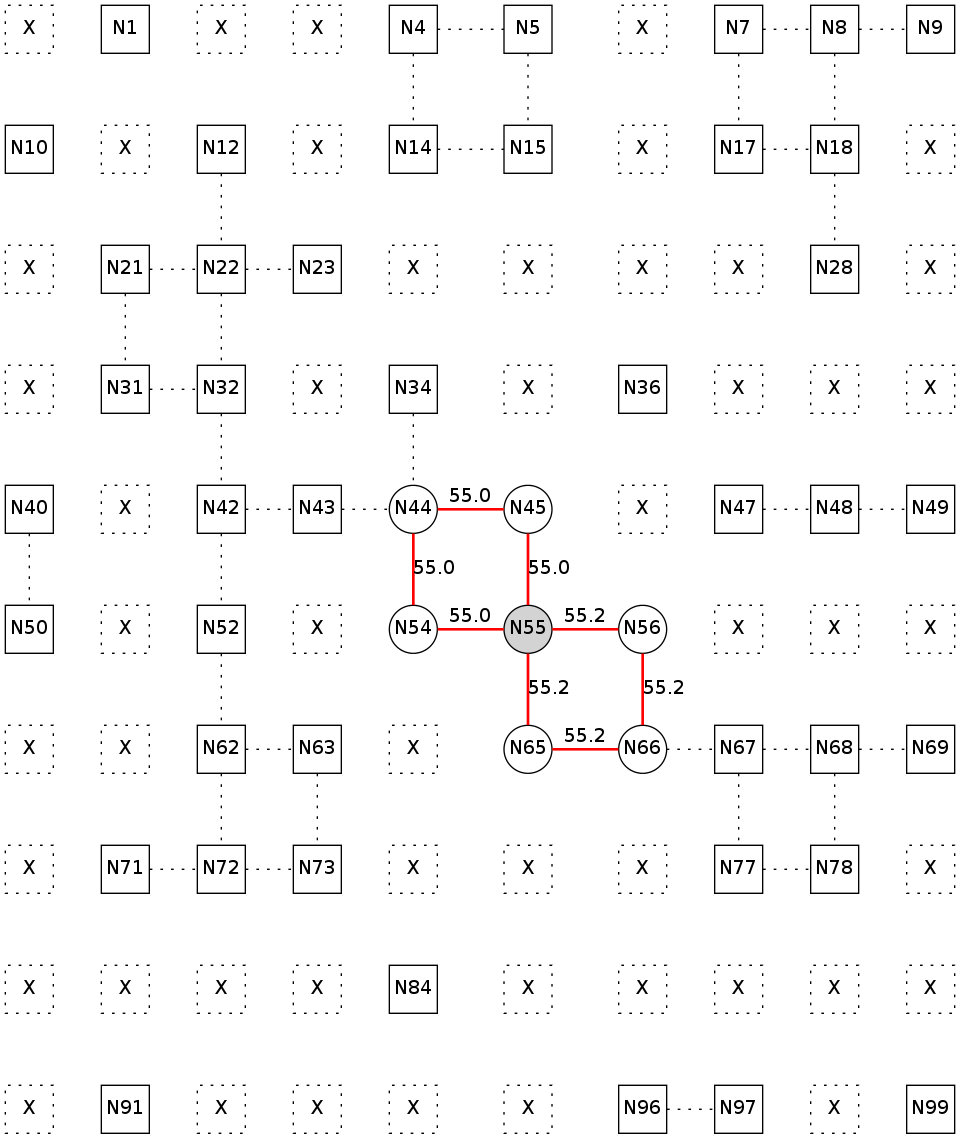 X N1 X X N4 N5 X N7 N8 N9
N10 X N12 X N14 N15 X N17 N18 X
X N21 N22 N23 X X X X N28 X
X N31 N32 X N34 X N36 X X X
55.0
N40 X N42 N43 N44 N45 X N47 N48 N49
55.0 55.0
55.0 55.2
N50 X N52 X N54 N55 N56 X X X
55.2 55.2
55.2
X X N62 N63 X N65 N66 N67 N68 N69
X N71 N72 N73 X X X N77 N78 X
X X X X N84 X X X X X
X N91 X X X X N96 N97 X N99